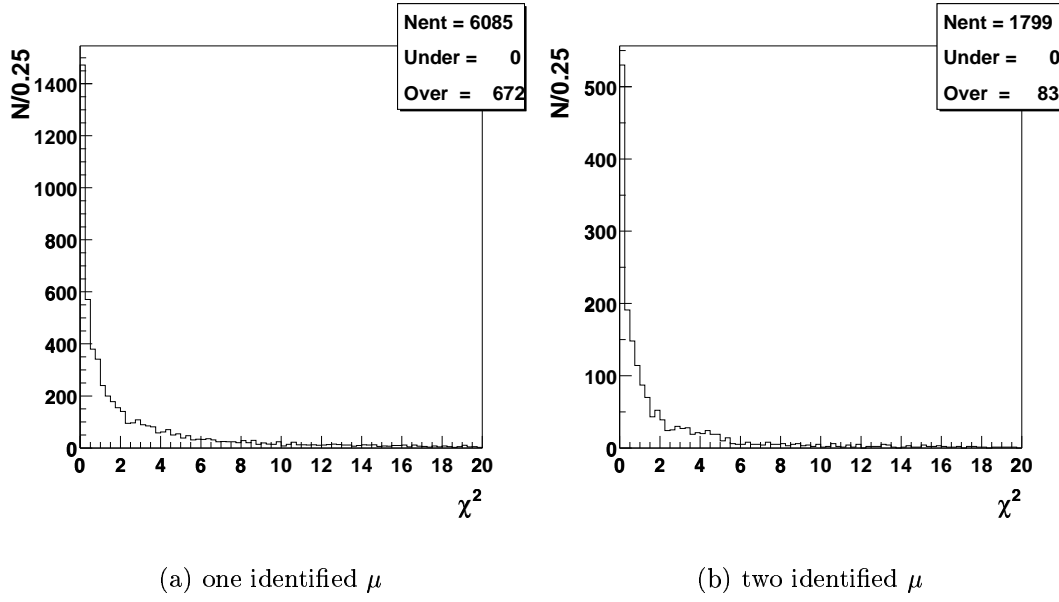 Nent = 6085
Under = 0
Over = 672
N/0.25
1400
1200
1000
800
600
400
200
0
0 2 4 6 8 10 12 14 16 18 20
χ²
(a) one identified μ
Nent = 1799
Under = 0
Over = 83
N/0.25
500
400
300
200
100
0
0 2 4 6 8 10 12 14 16 18 20
χ²
(b) two identified μ